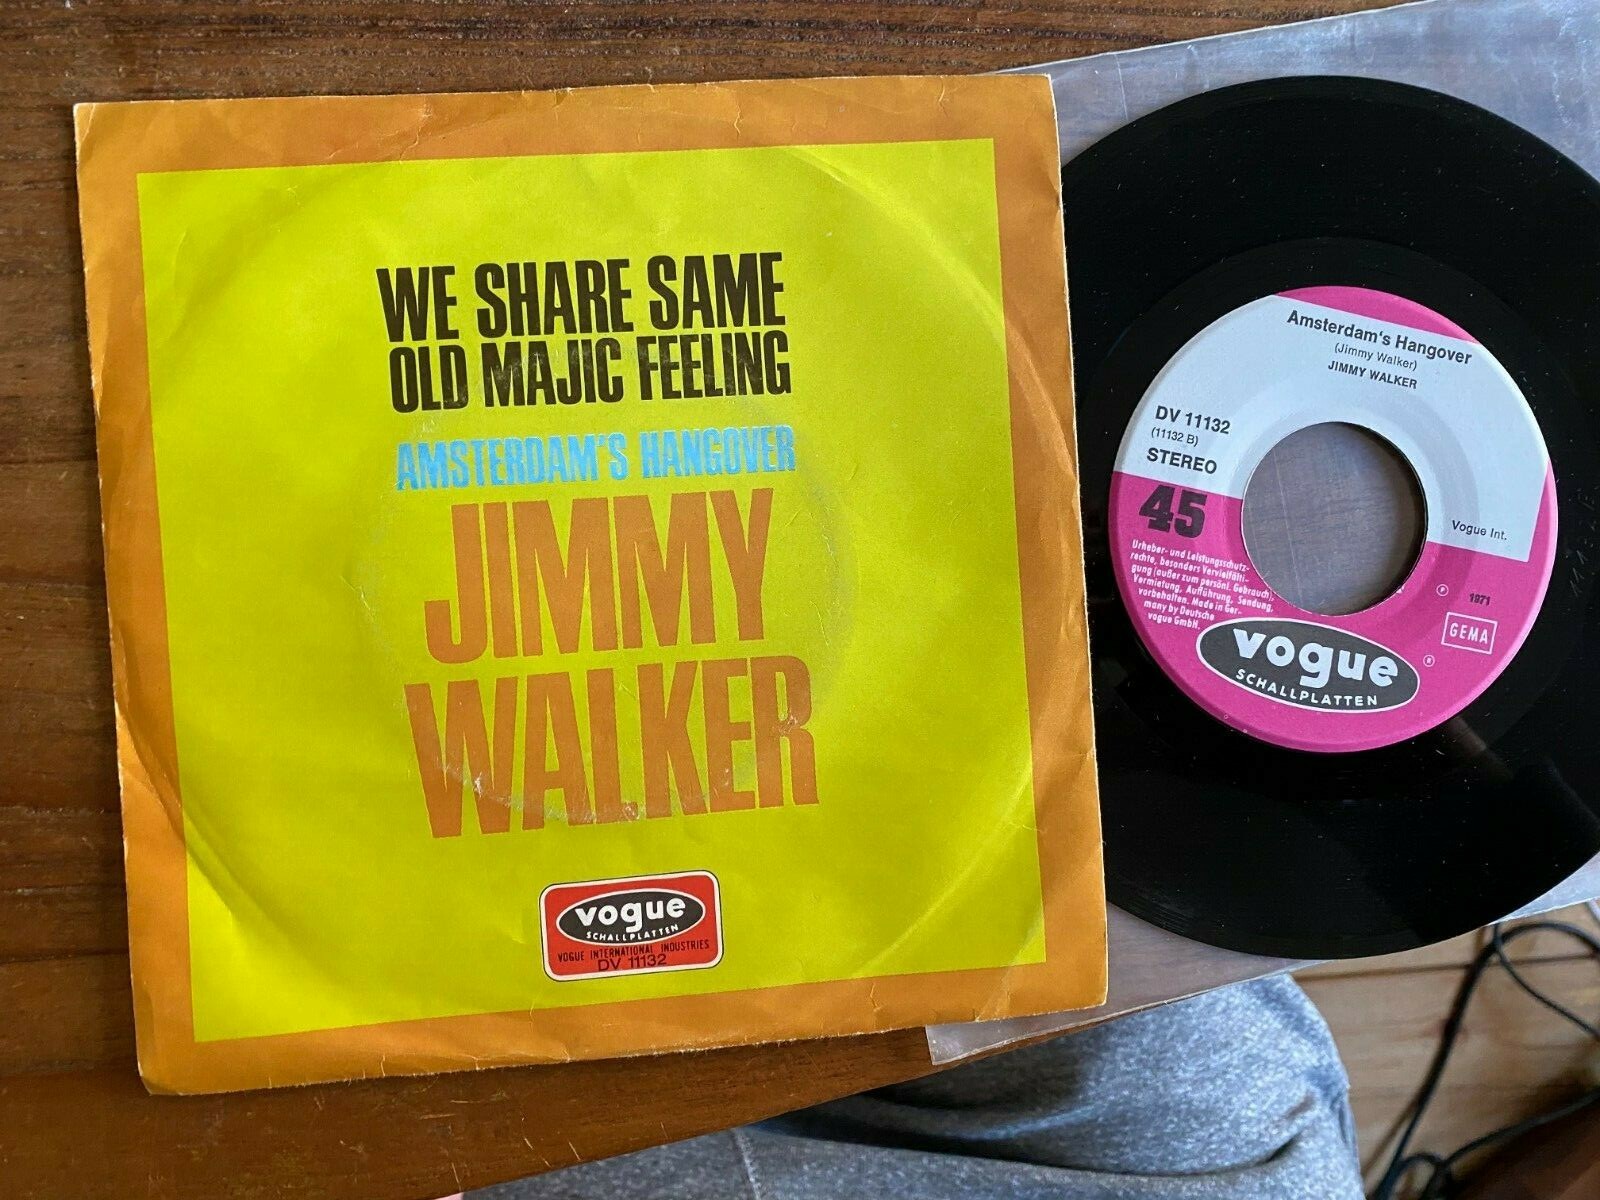 WE SHARE SAME
OLD MAJIC FEELING
AMSTERDAM'S HANGOVER
JIMMY
WALKER
vogue
SCHALLPLATTEN
VOGUE INTERNATIONAL INDUSTRIES
DV 11132
Amsterdam's Hangover
(Jimmy Walker)
JIMMY WALKER
DV 11132
(11132 B)
STEREO
45
Vogue Int.
Urheber- und Leistungsschutz-
rechte, besonders Vervielfälti-
gung (außer zum persönl. Gebrauch),
Vermietung, Aufführung, Sendung,
vorbehalten. Made in Ger-
many by Deutsche
vogue GmbH.
℗ 1971
GEMA
vogue ®
SCHALLPLATTEN